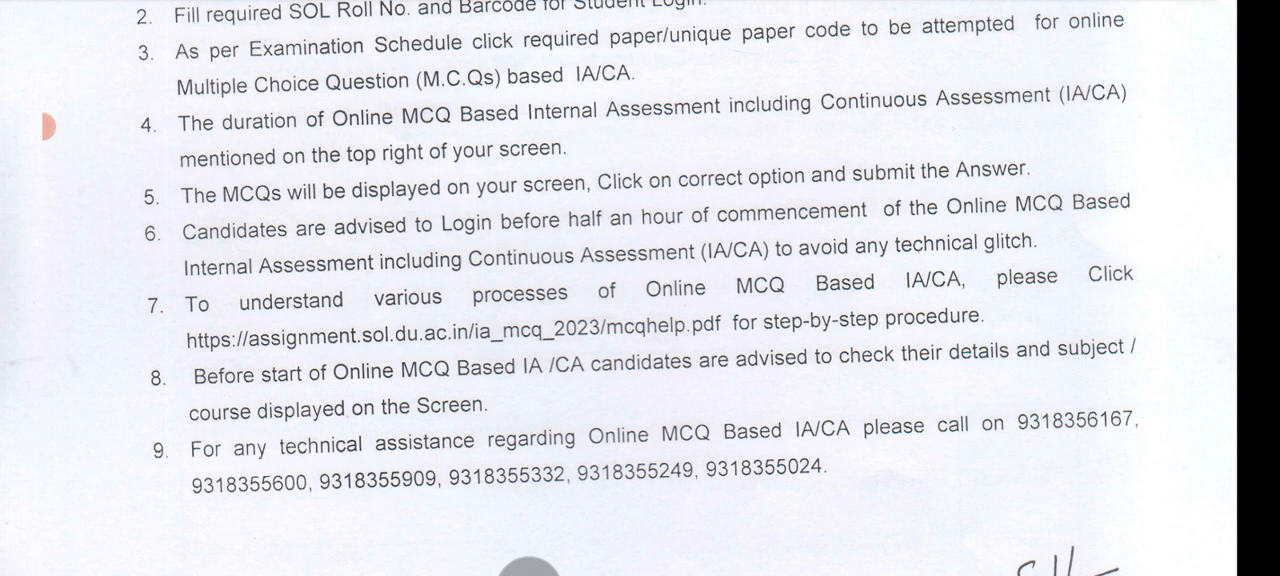 2. Fill required SOL Roll No. and Barcode for Student Login.
3. As per Examination Schedule click required paper/unique paper code to be attempted for online
Multiple Choice Question (M.C.Qs) based IA/CA.
4. The duration of Online MCQ Based Internal Assessment including Continuous Assessment (IA/CA)
mentioned on the top right of your screen.
5. The MCQs will be displayed on your screen, Click on correct option and submit the Answer.
6. Candidates are advised to Login before half an hour of commencement of the Online MCQ Based
Internal Assessment including Continuous Assessment (IA/CA) to avoid any technical glitch.
7. To understand various processes of Online MCQ Based IA/CA, please Click
https://assignment.sol.du.ac.in/ia_mcq_2023/mcqhelp.pdf for step-by-step procedure.
8. Before start of Online MCQ Based IA /CA candidates are advised to check their details and subject /
course displayed on the Screen.
9. For any technical assistance regarding Online MCQ Based IA/CA please call on 9318356167,
9318355600, 9318355909, 9318355332, 9318355249, 9318355024.